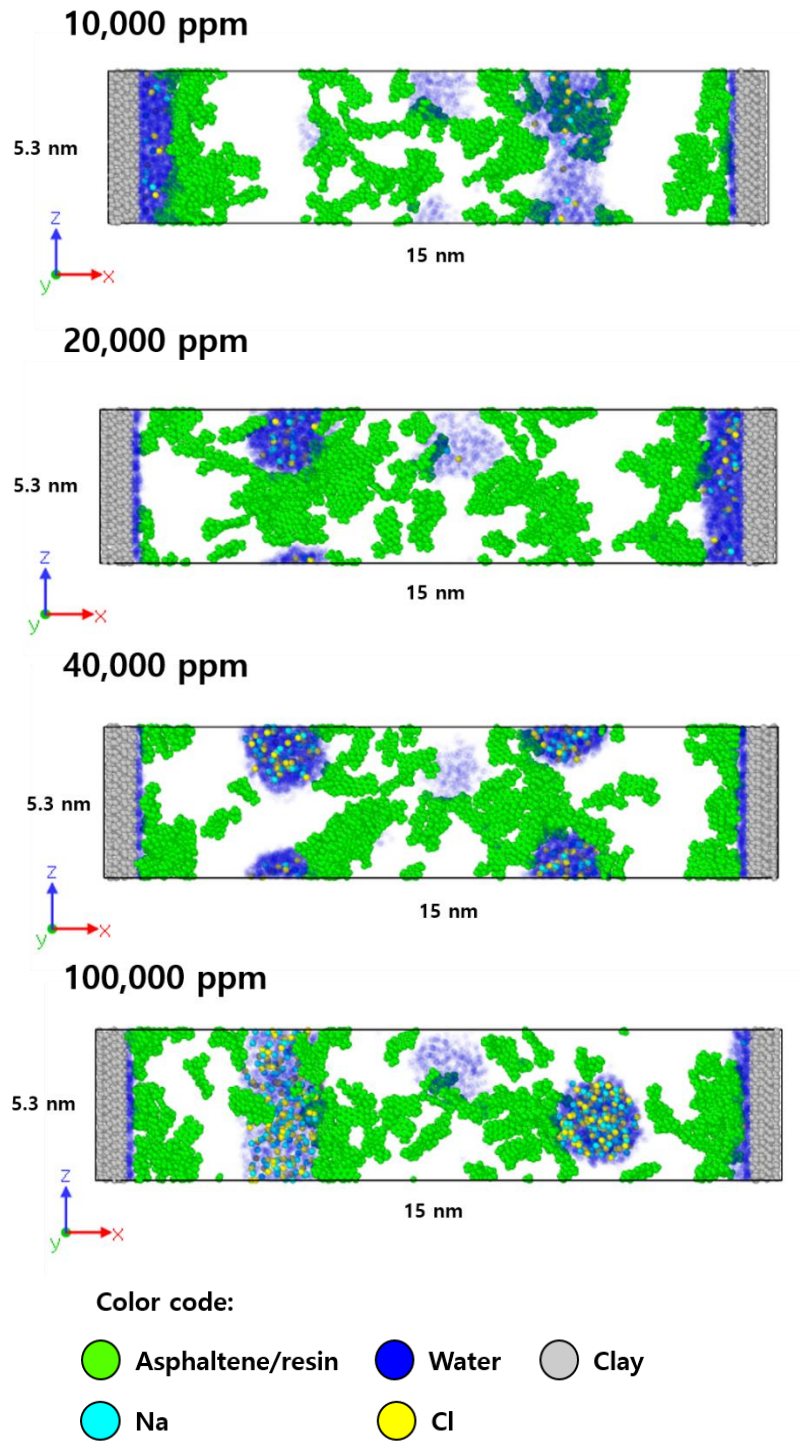 10,000 ppm
5.3 nm
z
y
x
15 nm
20,000 ppm
5.3 nm
z
y
x
15 nm
40,000 ppm
5.3 nm
z
y
x
15 nm
100,000 ppm
5.3 nm
z
y
x
15 nm
Color code:
Asphaltene/resin Water Clay
Na Cl